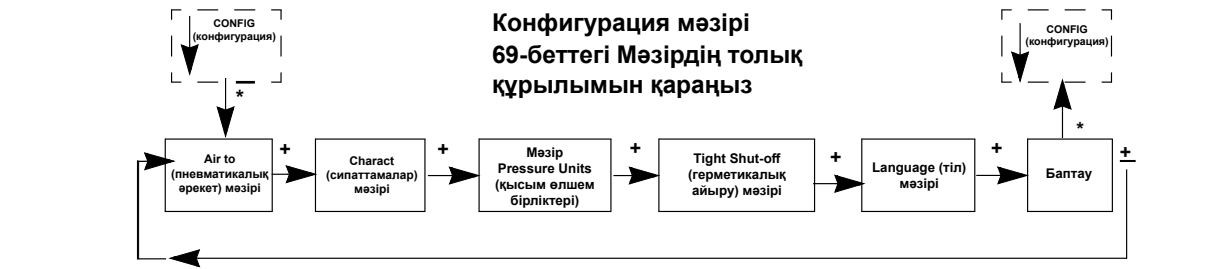 CONFIG
(конфигурация)
*
Конфигурация мәзірі
69-беттегі Мәзірдің толық
құрылымын қараңыз
CONFIG
(конфигурация)
*
Air to
(пневматикалық
әрекет) мәзірі
+
Charact
(сипаттамалар)
мәзірі
+
Мәзір
Pressure Units
(қысым өлшем
бірліктері)
+
Tight Shut-off
(герметикалық
айыру) мәзірі
+
Language (тіл)
мәзірі
+
Баптау
+